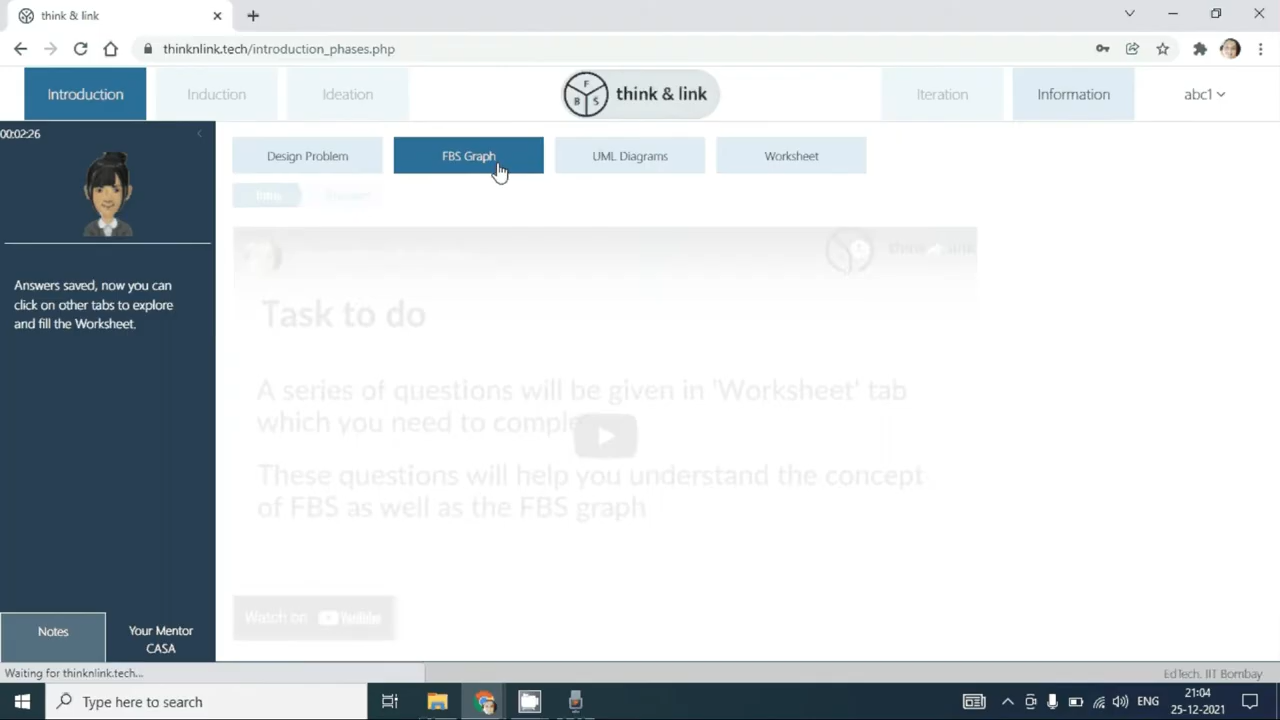 think & link
thinknlink.tech/introduction_phases.php
Introduction
Induction
Ideation
F
B S
think & link
Iteration
Information
abc1
00:02:26
Design Problem
FBS Graph
UML Diagrams
Worksheet
Intro
think & link
Task to do
A series of questions will be given in 'Worksheet' tab
which you need to comple
These questions will help you understand the concept
of FBS as well as the FBS graph
Watch on YouTube
Answers saved, now you can
click on other tabs to explore
and fill the Worksheet.
Notes
Your Mentor
CASA
Waiting for thinknlink.tech...
EdTech, IIT Bombay
Type here to search
ENG
21:04
25-12-2021